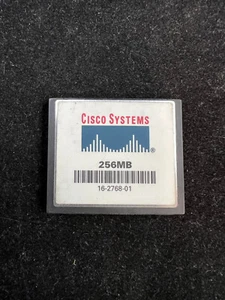 CISCO SYSTEMS
®
256MB
16-2768-01